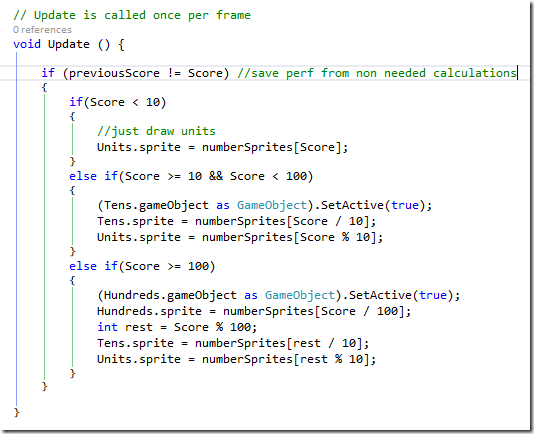 // Update is called once per frame
0 references
void Update () {
if (previousScore != Score) //save perf from non needed calculations
{
if(Score < 10)
{
//just draw units
Units.sprite = numberSprites[Score];
}
else if(Score >= 10 && Score < 100)
{
(Tens.gameObject as GameObject).SetActive(true);
Tens.sprite = numberSprites[Score / 10];
Units.sprite = numberSprites[Score % 10];
}
else if(Score >= 100)
{
(Hundreds.gameObject as GameObject).SetActive(true);
Hundreds.sprite = numberSprites[Score / 100];
int rest = Score % 100;
Tens.sprite = numberSprites[rest / 10];
Units.sprite = numberSprites[rest % 10];
}
}
}